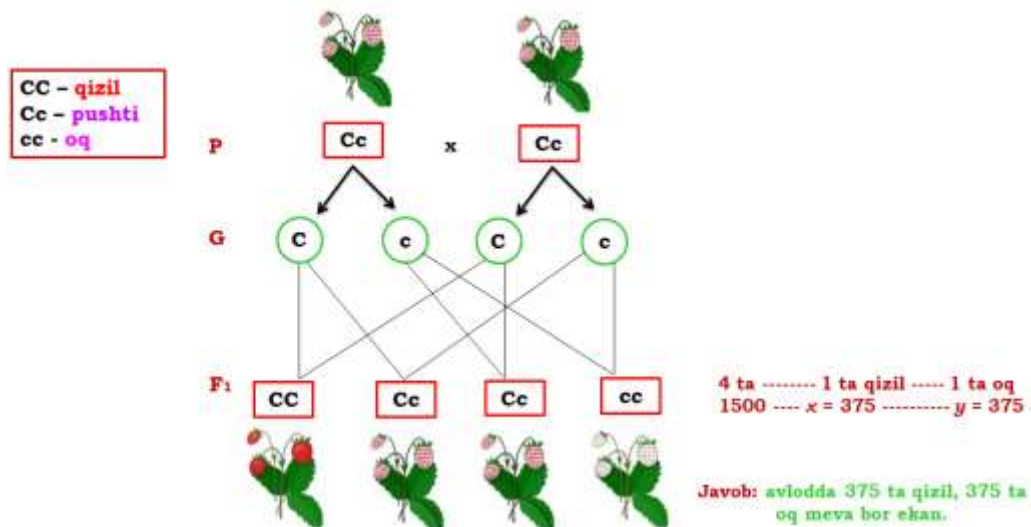 CC – qizil
Cc – pushti
cc - oq
P
Cc
x
Cc
G
C
c
C
c
F₁
CC
Cc
Cc
cc
4 ta -------- 1 ta qizil ----- 1 ta oq
1500 ---- x = 375 ---------- y = 375
Javob: avlodda 375 ta qizil, 375 ta
oq meva bor ekan.